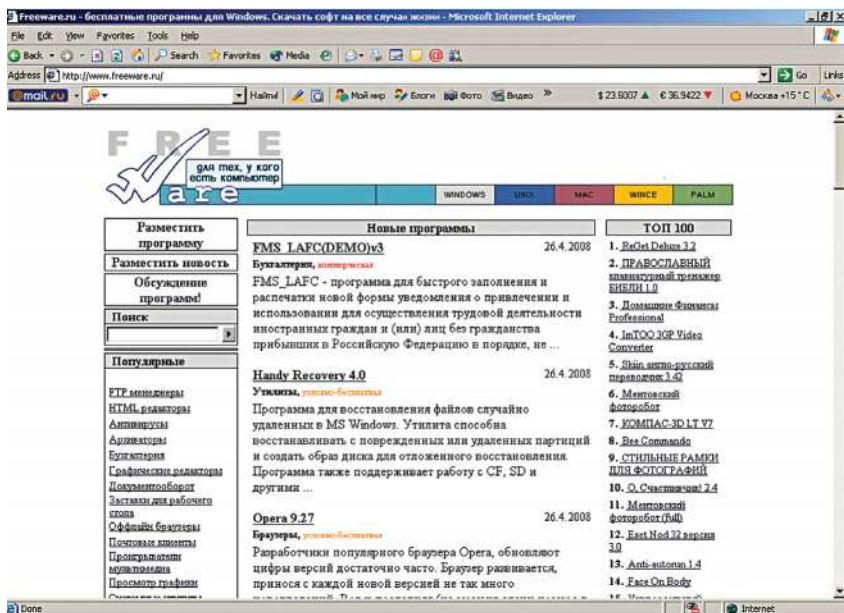 Freeware.ru - бесплатные программы для Windows. Скачать софт на все случаи жизни - Microsoft Internet Explorer
File Edit View Favorites Tools Help
Back Search Favorites Media
Address http://www.freeware.ru/ Go Links
@mail.ru Найти! Мой мир Блоги Фото Видео $ 23.6007 € 36.9422 Москва +15°C
FREE
для тех, у кого
есть компьютер
Ware
WINDOWS UNIX MAC WINCE PALM
Разместить
программу
Разместить новость
Обсуждение
программ!
Поиск
Популярные
FTP менеджеры
HTML редакторы
Антивирусы
Архиваторы
Бухгалтерия
Графические редакторы
Документооборот
Заставки для рабочего
стола
Оффлайн браузеры
Почтовые клиенты
Проигрыватели
мультимедиа
Просмотр графики
Новые программы
FMS_LAFC(DEMO)v3 26.4.2008
Бухгалтерия, коммерческая
FMS_LAFC - программа для быстрого заполнения и
распечатки новой формы уведомления о привлечении и
использовании для осуществления трудовой деятельности
иностранных граждан и (или) лиц без гражданства
прибывших в Российскую Федерацию в порядке, не ...
Handy Recovery 4.0 26.4.2008
Утилиты, условно-бесплатная
Программа для восстановления файлов случайно
удаленных в MS Windows. Утилита способна
восстанавливать с поврежденных или удаленных партиций
и создать образ диска для отложенного восстановления.
Программа также поддерживает работу с CF, SD и
другими ...
Opera 9.27 26.4.2008
Браузеры, условно-бесплатная
Разработчики популярного браузера Opera, обновляют
цифры версий достаточно часто. Браузер развивается,
принося с каждой новой версией не так много
ТОП 100
1. ReGet Deluxe 3.2
2. ПРАВОСЛАВНЫЙ
клавиатурный тренажер
БИБЛИЯ 1.0
3. Домашние Финансы
Professional
4. ImTOO 3GP Video
Converter
5. Skiin англо-русский
переводчик 3.42
6. Ментовский
фоторобот
7. КОМПАС-3D LT V7
8. Bee Commando
9. СТИЛЬНЫЕ РАМКИ
ДЛЯ ФОТОГРАФИЙ
10. О, Счастливчик! 2.4
11. Ментовский
фоторобот (full)
12. Eset Nod 32 версия
3.0
13. Anti-autorun 1.4
14. Face On Body
15.
Done Internet